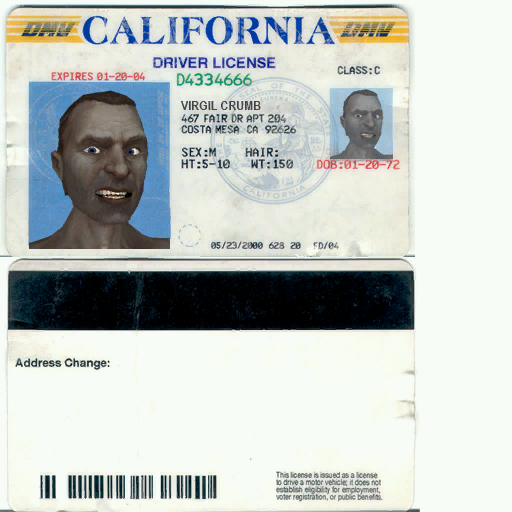 DMV CALIFORNIA DMV
DRIVER LICENSE
EXPIRES 01-20-04
D4334666
CLASS:C
VIRGIL CRUMB
467 FAIR DR APT 204
COSTA MESA CA 92626
SEX:M HAIR:
HT:5-10 WT:150
DOB:01-20-72
CALIFORNIA
05/23/2000 628 20 FD/04
Address Change:
This license is issued as a license
to drive a motor vehicle; it does not
establish eligibility for employment,
voter registration, or public benefits.